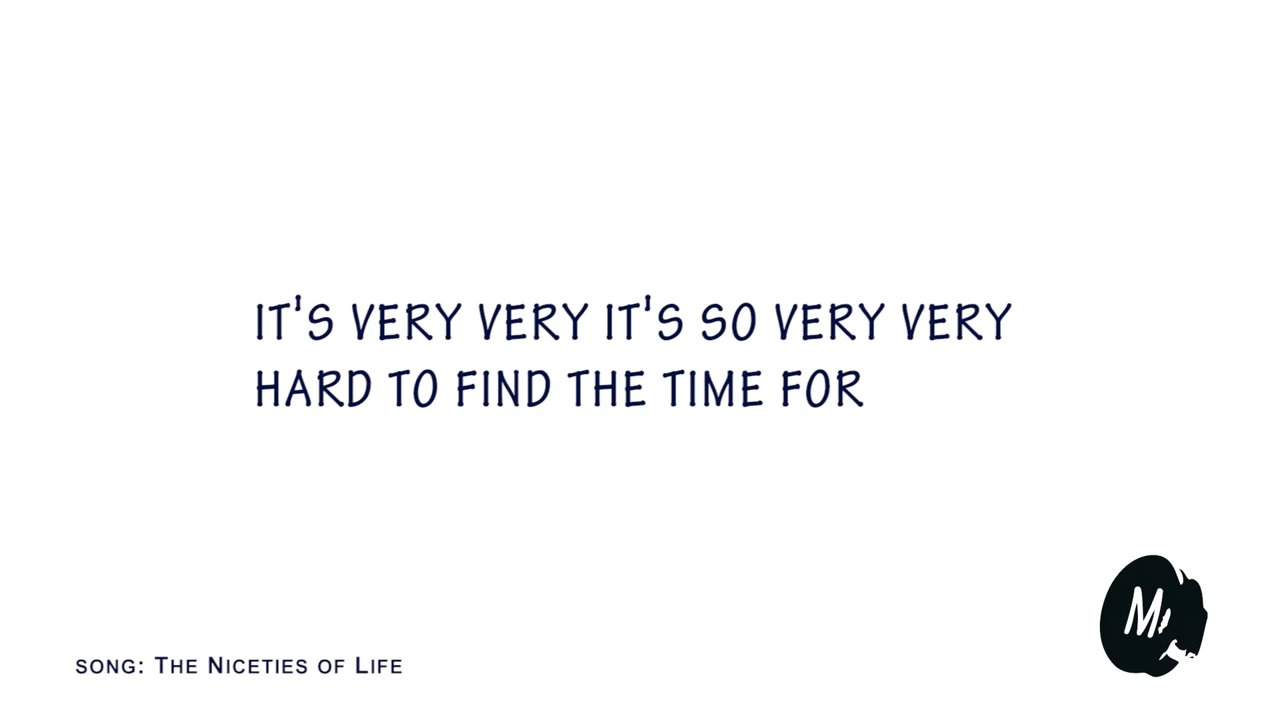 IT'S VERY VERY IT'S SO VERY VERY
HARD TO FIND THE TIME FOR
M
SONG: THE NICETIES OF LIFE